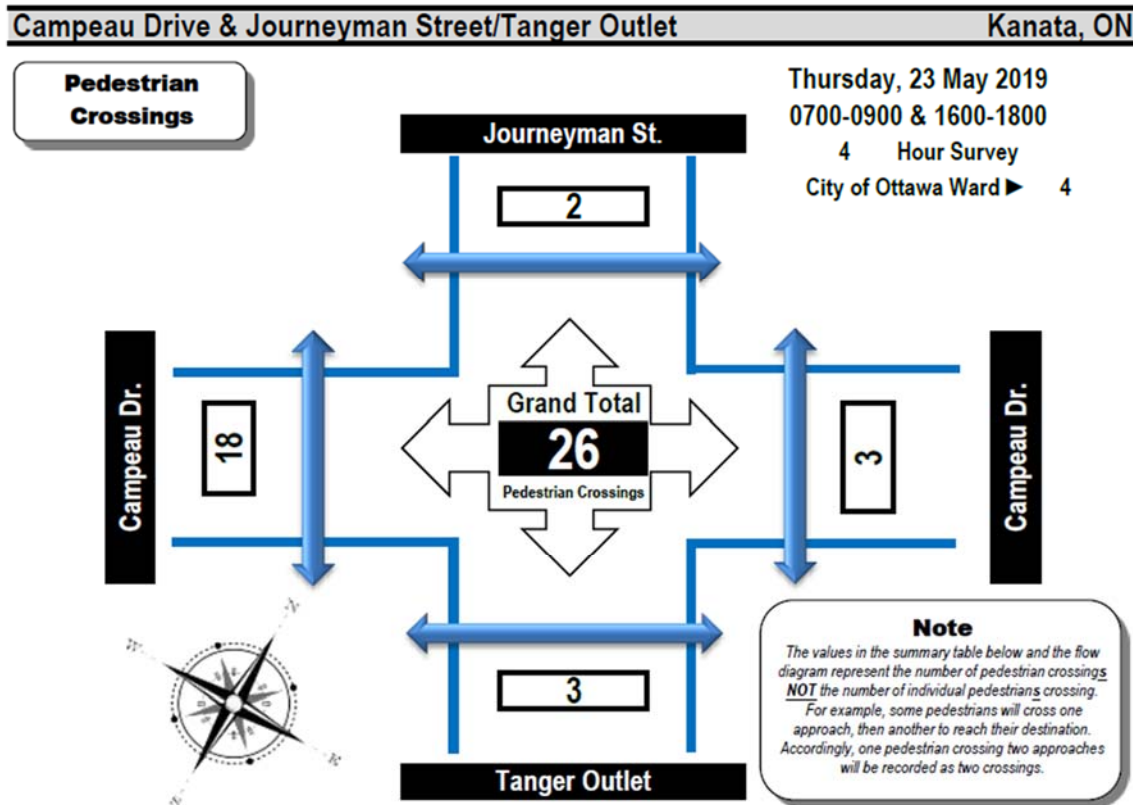 Campeau Drive & Journeyman Street/Tanger Outlet Kanata, ON
Pedestrian
Crossings
Thursday, 23 May 2019
0700-0900 & 1600-1800
4 Hour Survey
City of Ottawa Ward ► 4
Journeyman St.
2
Campeau Dr.
18
Grand Total
26
Pedestrian Crossings
3
Campeau Dr.
3
Tanger Outlet
Note
The values in the summary table below and the flow
diagram represent the number of pedestrian crossings
NOT the number of individual pedestrians crossing.
For example, some pedestrians will cross one
approach, then another to reach their destination.
Accordingly, one pedestrian crossing two approaches
will be recorded as two crossings.